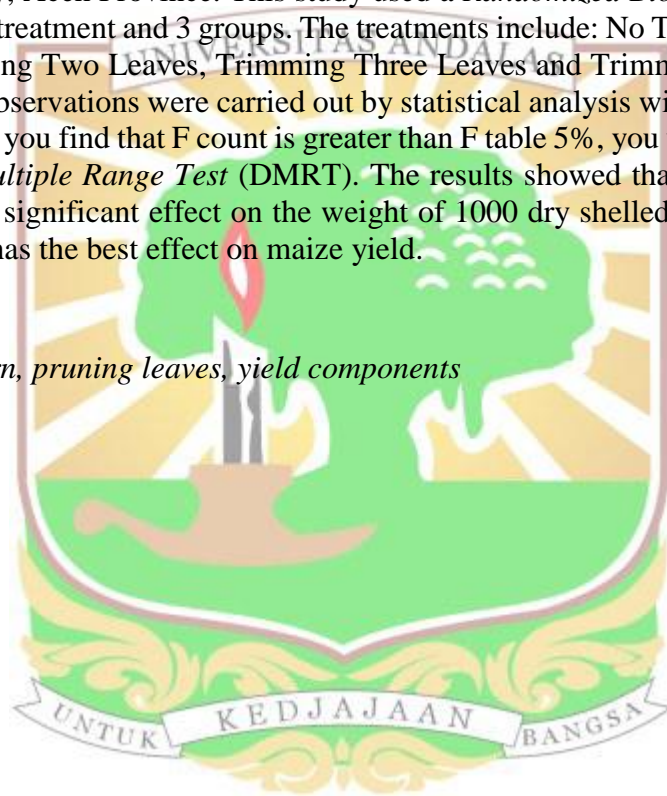 , Aceh Province. This study used a Randomized Blo
treatment and 3 groups. The treatments include: No T
UNIVERSITAS ANDALAS
ng Two Leaves, Trimming Three Leaves and Trimm
bservations were carried out by statistical analysis wi
you find that F count is greater than F table 5%, you
ultiple Range Test (DMRT). The results showed tha
significant effect on the weight of 1000 dry shelled
has the best effect on maize yield.
rn, pruning leaves, yield components
UNTUK KEDJAJAAN BANGSA